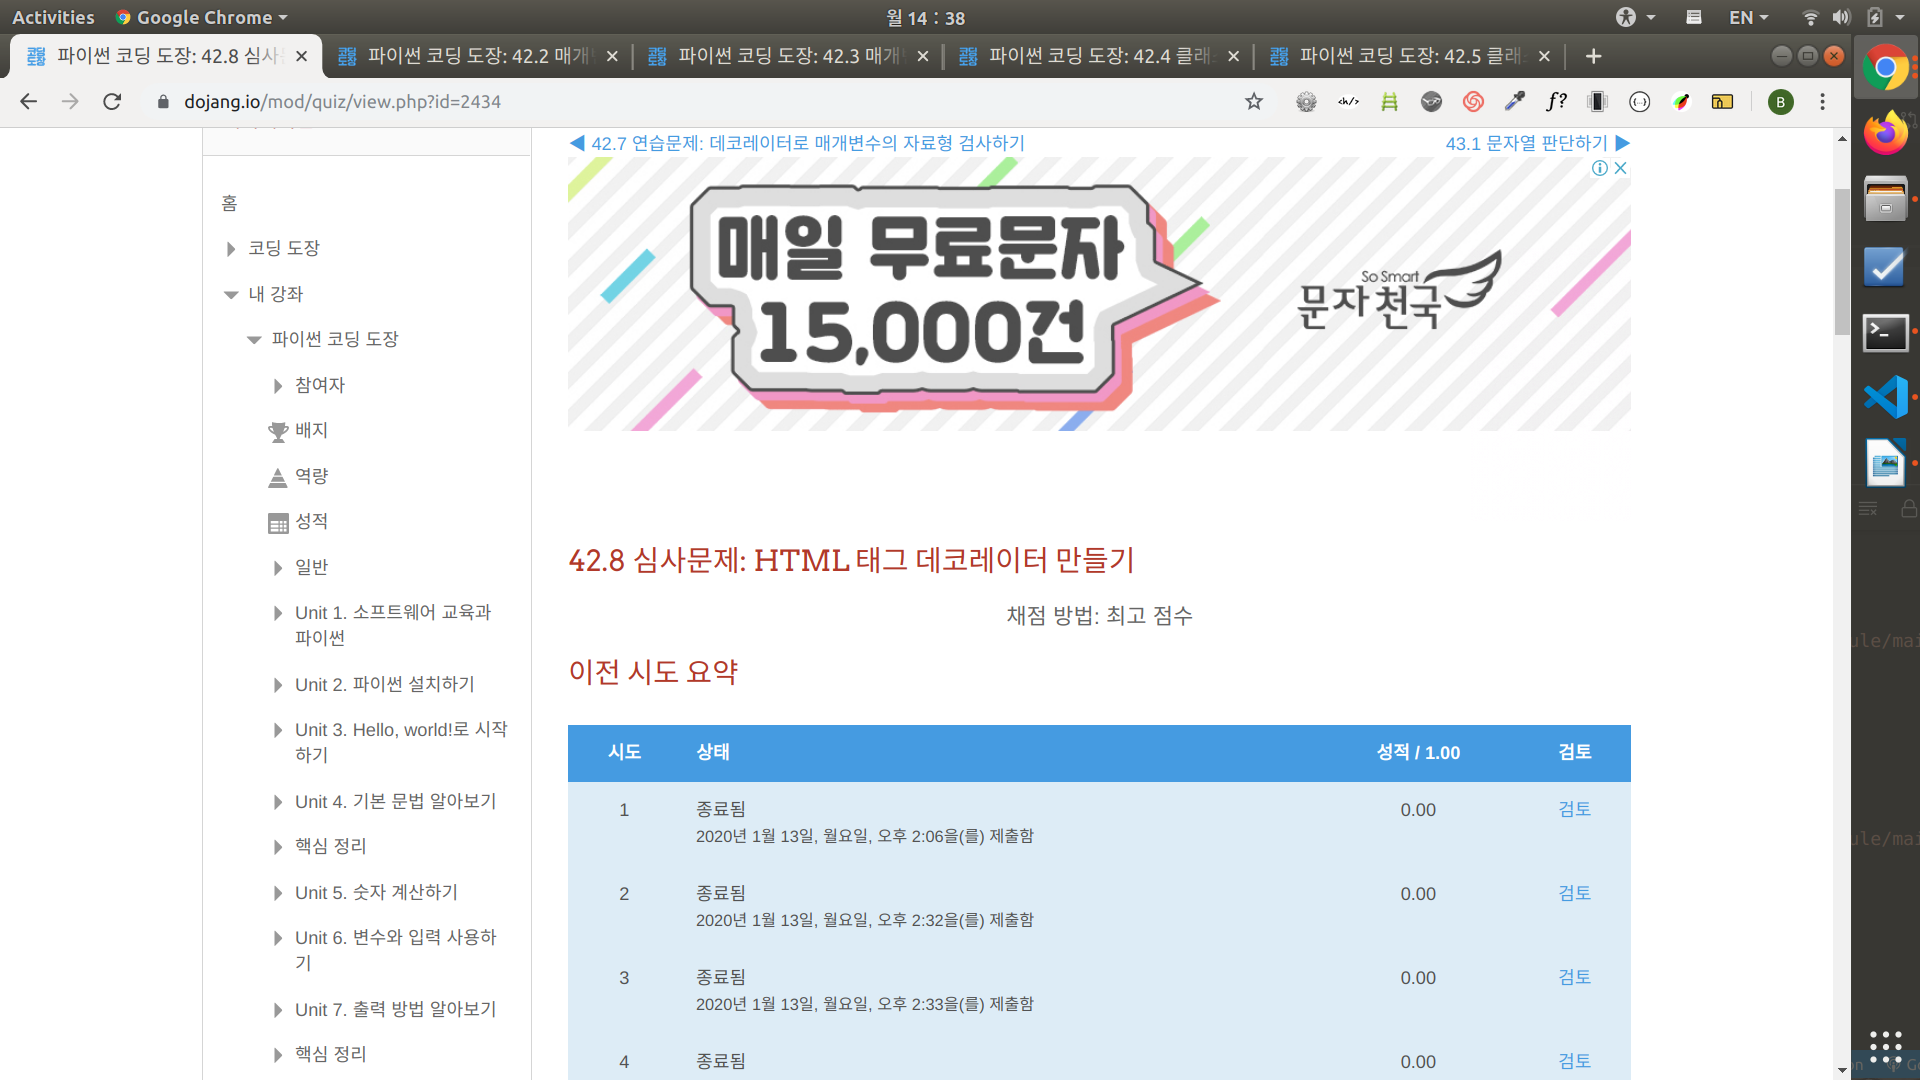 Activities
Google Chrome
월 14 : 38
EN
파이썬 코딩 도장: 42.8 심사
파이썬 코딩 도장: 42.2 매개
파이썬 코딩 도장: 42.3 매개
파이썬 코딩 도장: 42.4 클래
파이썬 코딩 도장: 42.5 클래
dojang.io/mod/quiz/view.php?id=2434
B
◀ 42.7 연습문제: 데코레이터로 매개변수의 자료형 검사하기
43.1 문자열 판단하기 ▶
매일 무료문자
15,000건
So Smart
문자천국
홈
코딩 도장
내 강좌
파이썬 코딩 도장
참여자
배지
역량
성적
일반
Unit 1. 소프트웨어 교육과
파이썬
Unit 2. 파이썬 설치하기
Unit 3. Hello, world!로 시작
하기
Unit 4. 기본 문법 알아보기
핵심 정리
Unit 5. 숫자 계산하기
Unit 6. 변수와 입력 사용하
기
Unit 7. 출력 방법 알아보기
핵심 정리
42.8 심사문제: HTML 태그 데코레이터 만들기
채점 방법: 최고 점수
이전 시도 요약
시도 상태 성적 / 1.00 검토
1 종료됨 0.00 검토
2020년 1월 13일, 월요일, 오후 2:06을(를) 제출함
2 종료됨 0.00 검토
2020년 1월 13일, 월요일, 오후 2:32을(를) 제출함
3 종료됨 0.00 검토
2020년 1월 13일, 월요일, 오후 2:33을(를) 제출함
4 종료됨 0.00 검토
ule/mai
ule/mai